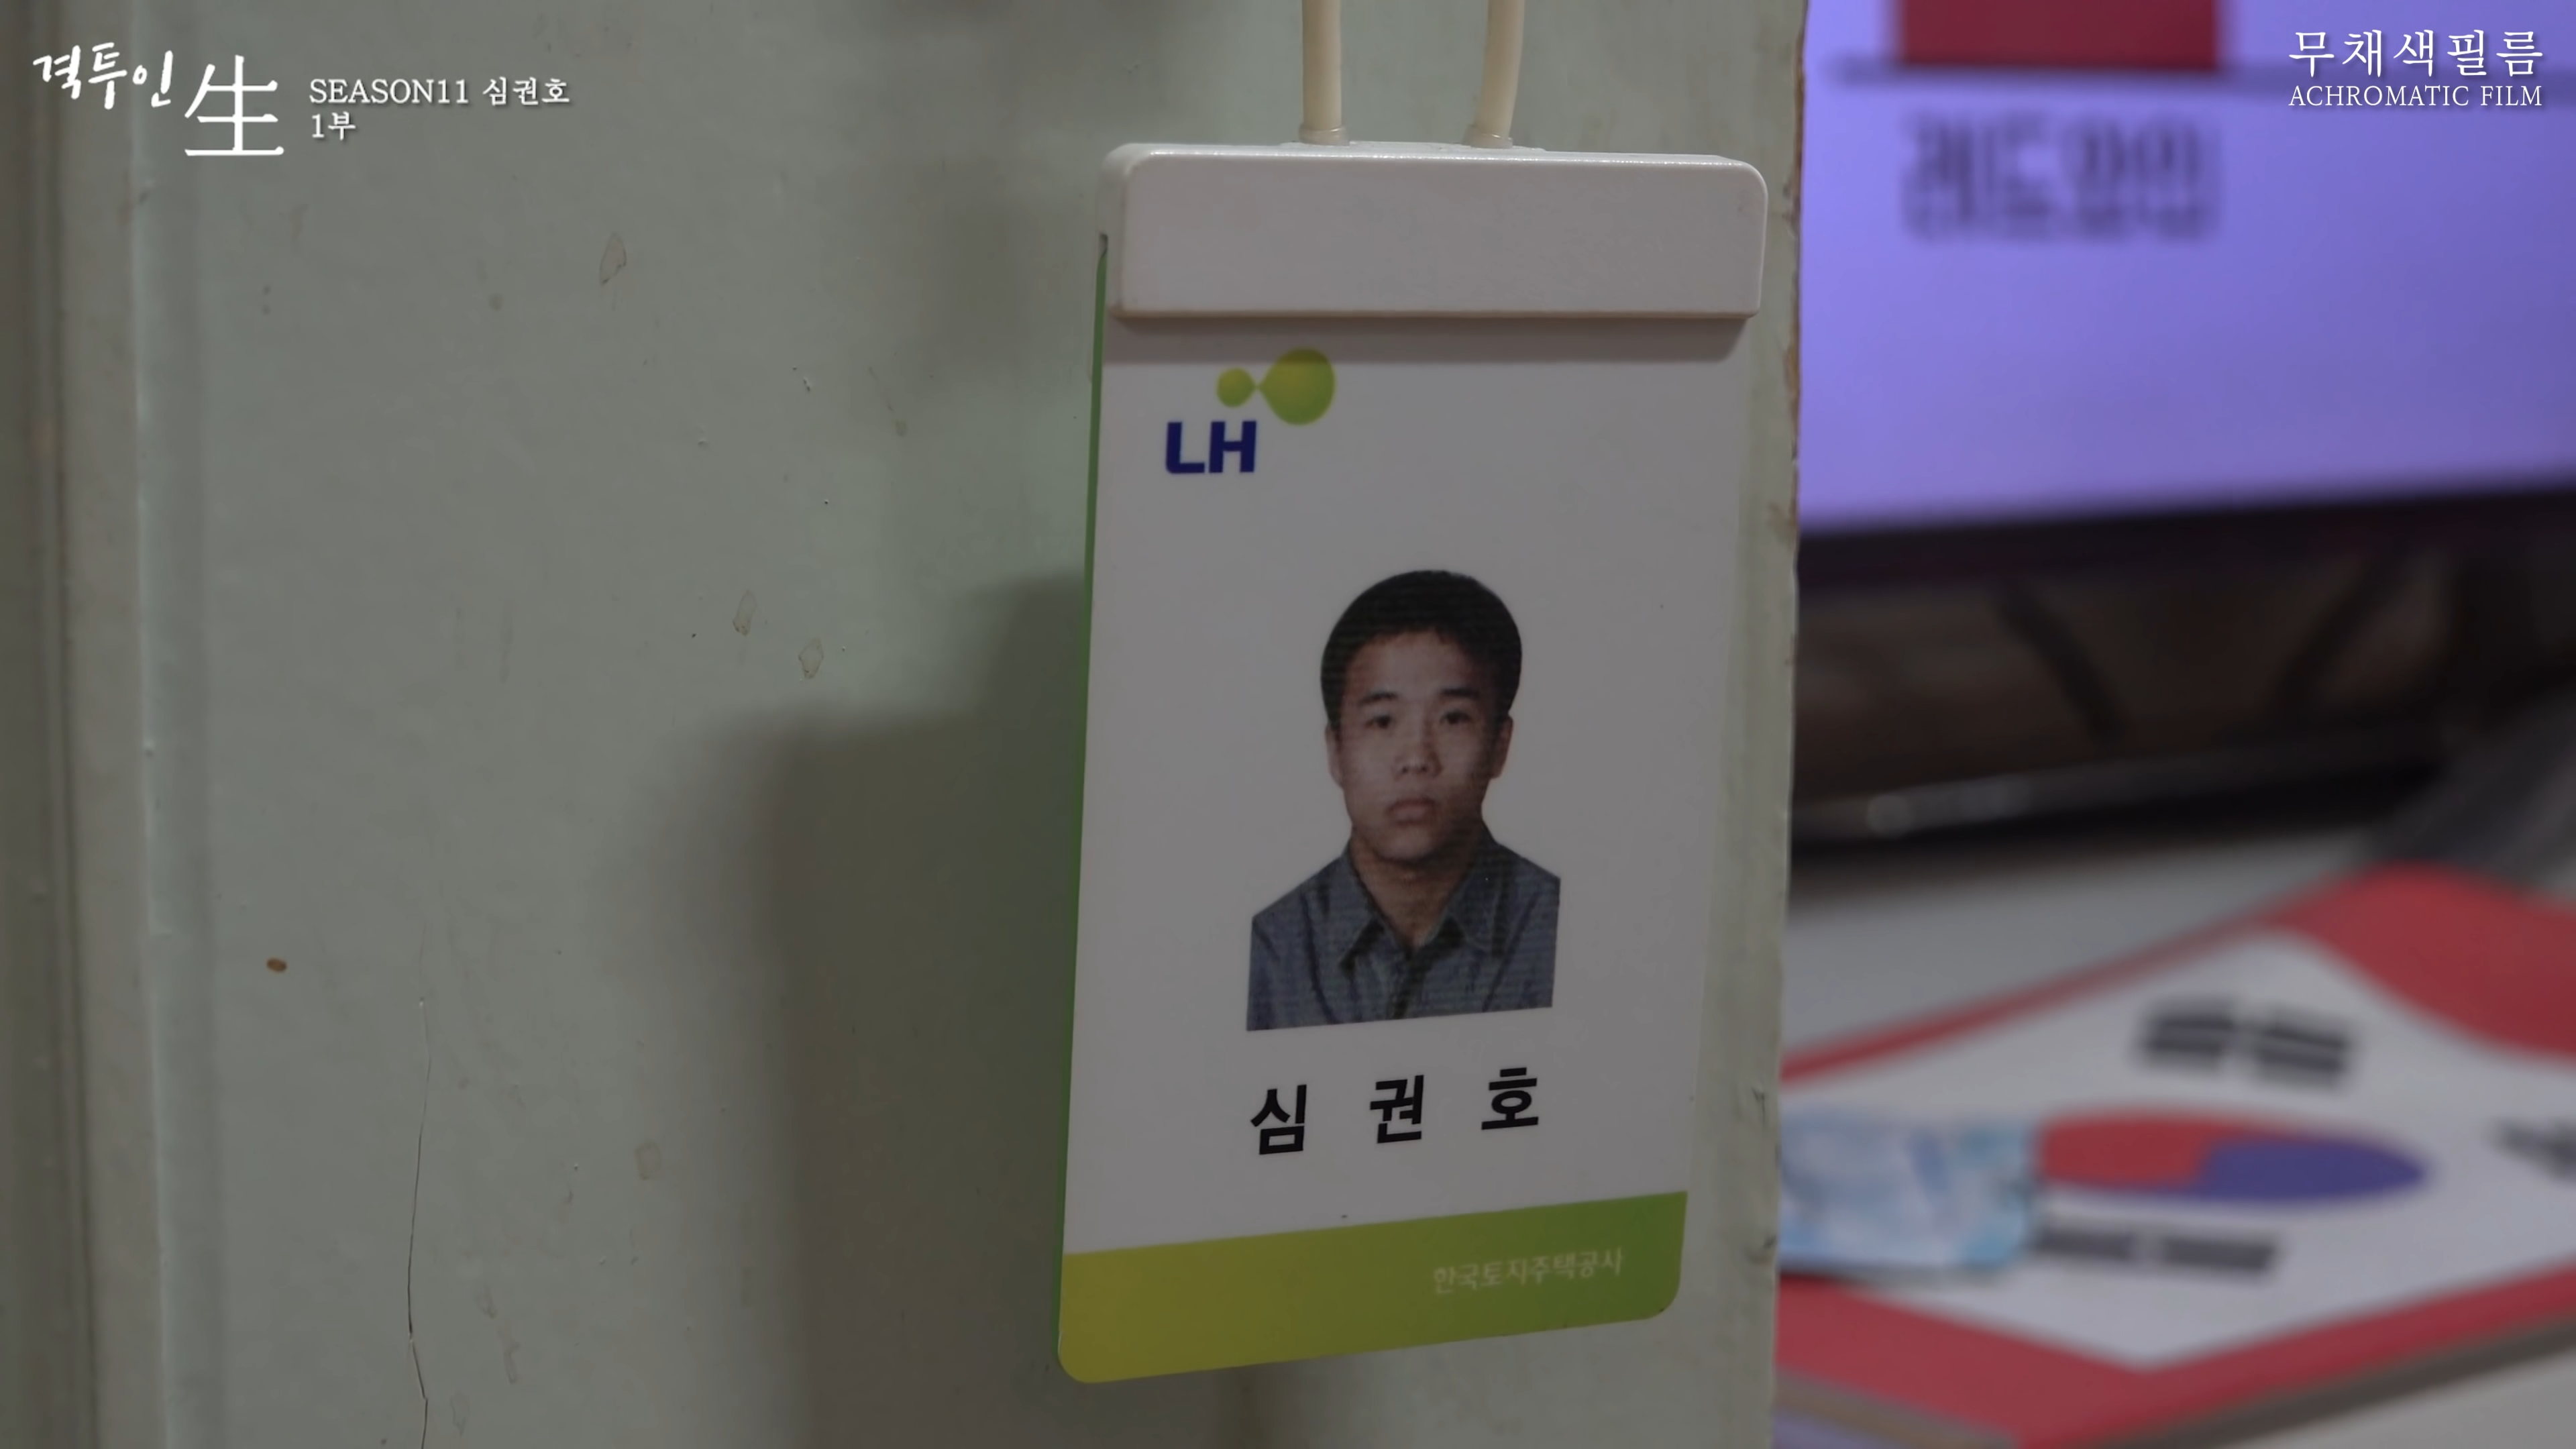 격투인生
SEASON11 심권호
1부
무채색필름
ACHROMATIC FILM
LH
심 권 호
한국토지주택공사